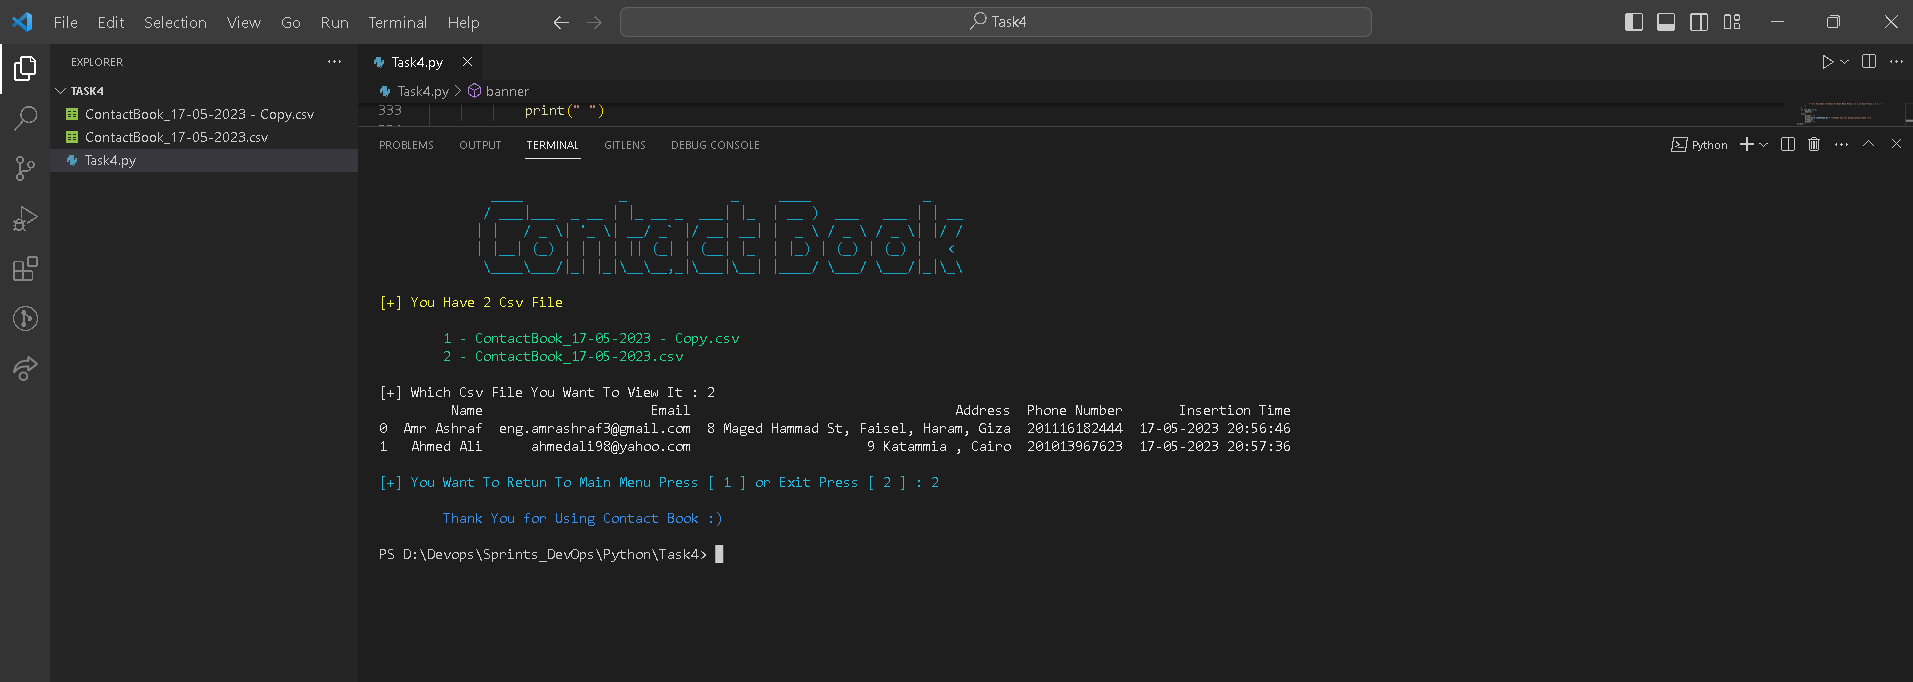 File Edit Selection View Go Run Terminal Help
Task4
EXPLORER
TASK4
ContactBook_17-05-2023 - Copy.csv
ContactBook_17-05-2023.csv
Task4.py
Task4.py
Task4.py > banner
333 print(" ")
PROBLEMS OUTPUT TERMINAL GITLENS DEBUG CONSOLE
Python
Contact Book
[+] You Have 2 Csv File
1 - ContactBook_17-05-2023 - Copy.csv
2 - ContactBook_17-05-2023.csv
[+] Which Csv File You Want To View It : 2
Name Email Address Phone Number Insertion Time
0 Amr Ashraf eng.amrashraf3@gmail.com 8 Maged Hammad St, Faisel, Haram, Giza 201116182444 17-05-2023 20:56:46
1 Ahmed Ali ahmedali98@yahoo.com 9 Katammia , Cairo 201013967623 17-05-2023 20:57:36
[+] You Want To Retun To Main Menu Press [ 1 ] or Exit Press [ 2 ] : 2
Thank You for Using Contact Book :)
PS D:\Devops\Sprints_DevOps\Python\Task4>